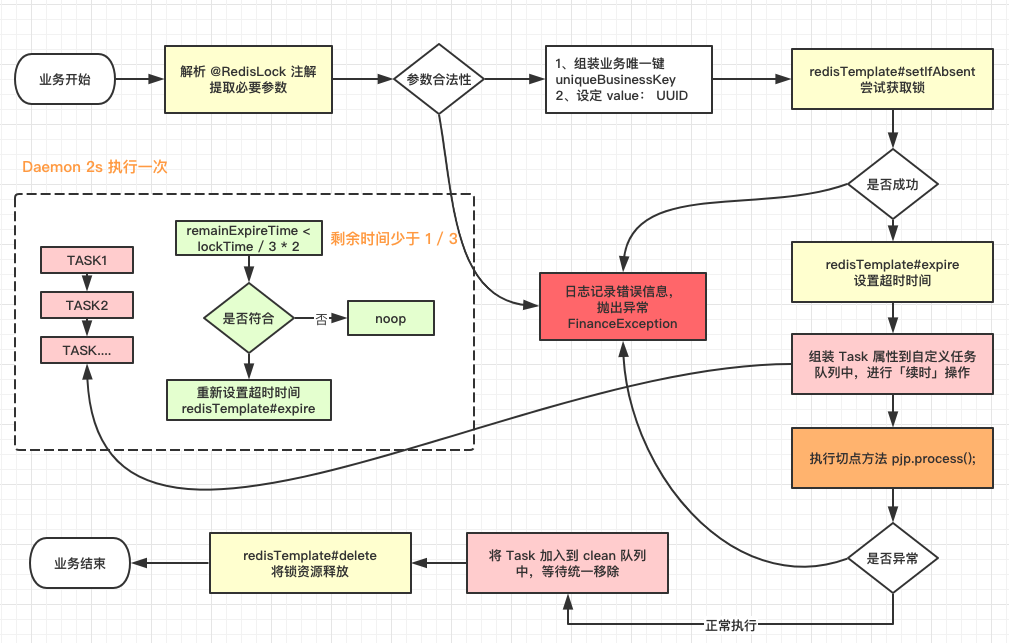 业务开始
解析 @RedisLock 注解
提取必要参数
参数合法性
1、组装业务唯一键
uniqueBusinessKey
2、设定 value： UUID
redisTemplate#setIfAbsent
尝试获取锁
是否成功
redisTemplate#expire
设置超时时间
组装 Task 属性到自定义任务
队列中，进行「续时」操作
执行切点方法 pjp.process();
是否异常
正常执行
日志记录错误信息，
抛出异常
FinanceException
Daemon 2s 执行一次
TASK1
TASK2
TASK....
remainExpireTime <
lockTime / 3 * 2
剩余时间少于 1 / 3
是否符合
否
noop
重新设置超时时间
redisTemplate#expire
将 Task 加入到 clean 队列
中，等待统一移除
redisTemplate#delete
将锁资源释放
业务结束